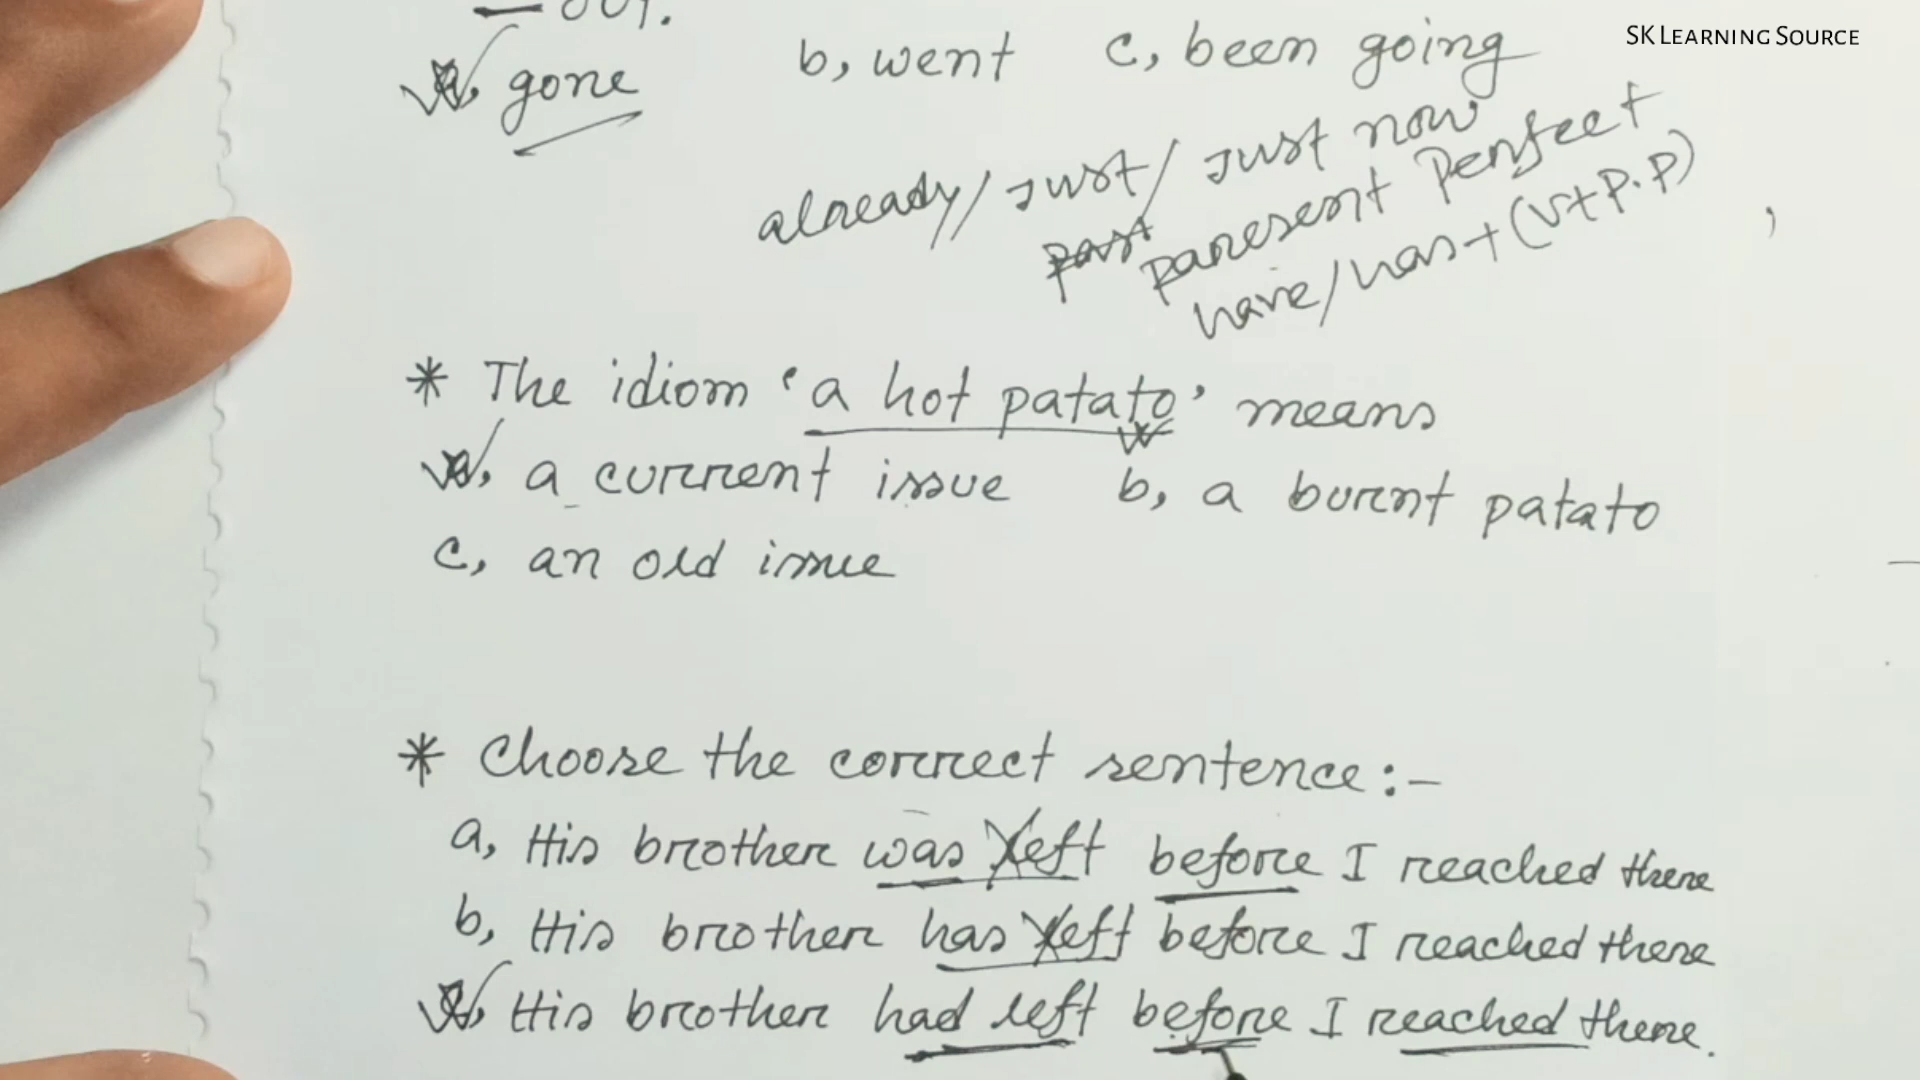 SK LEARNING SOURCE
oot.
a, gone b, went c, been going
already/ just/ just now
past paresent Perfect
have/has+(V+P.P)
* The idiom 'a hot patato' means
a, a current issue b, a burnt patato
c, an old issue
* Choose the correct sentence:-
a, His brother was left before I reached there
b, His brother has left before I reached there
c, His brother had left before I reached there.